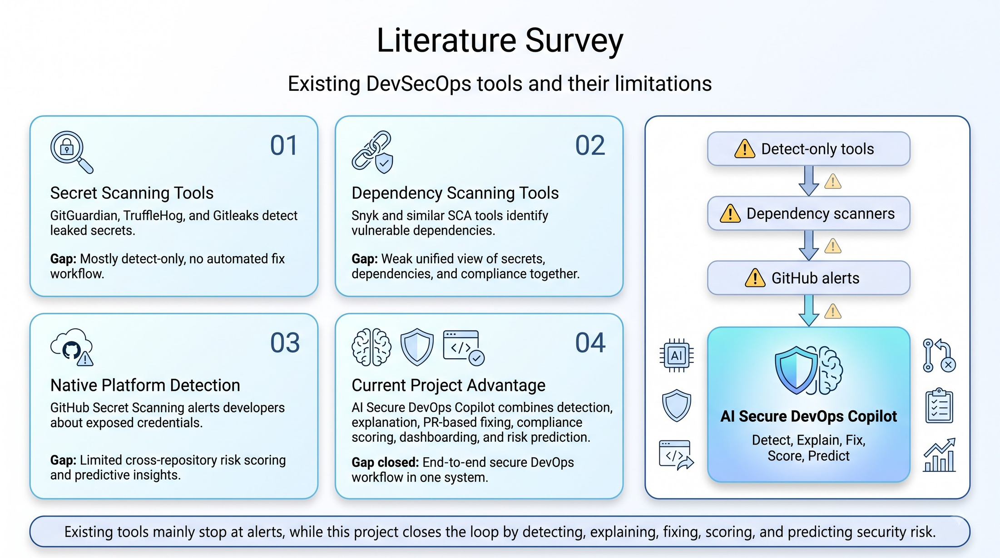 Literature Survey
Existing DevSecOps tools and their limitations
01
Secret Scanning Tools
GitGuardian, TruffleHog, and Gitleaks detect
leaked secrets.
Gap: Mostly detect-only, no automated fix
workflow.
02
Dependency Scanning Tools
Snyk and similar SCA tools identify
vulnerable dependencies.
Gap: Weak unified view of secrets,
dependencies, and compliance together.
03
Native Platform Detection
GitHub Secret Scanning alerts developers
about exposed credentials.
Gap: Limited cross-repository risk scoring
and predictive insights.
04
Current Project Advantage
AI Secure DevOps Copilot combines detection,
explanation, PR-based fixing, compliance
scoring, dashboarding, and risk prediction.
Gap closed: End-to-end secure DevOps
workflow in one system.
Detect-only tools
Dependency scanners
GitHub alerts
AI
AI Secure DevOps Copilot
Detect, Explain, Fix,
Score, Predict
Existing tools mainly stop at alerts, while this project closes the loop by detecting, explaining, fixing, scoring, and predicting security risk.